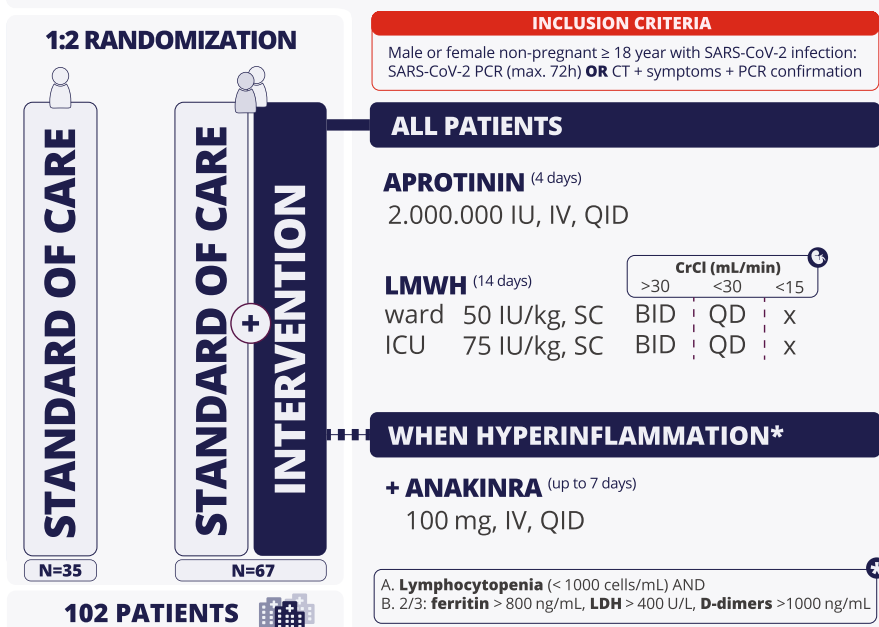 1:2 RANDOMIZATION
STANDARD OF CARE
STANDARD OF CARE
+
INTERVENTION
N=35
N=67
102 PATIENTS
INCLUSION CRITERIA
Male or female non-pregnant ≥ 18 year with SARS-CoV-2 infection:
SARS-CoV-2 PCR (max. 72h) OR CT + symptoms + PCR confirmation
ALL PATIENTS
APROTININ (4 days)
2.000.000 IU, IV, QID
CrCl (mL/min)
LMWH (14 days) >30 <30 <15
ward 50 IU/kg, SC BID QD x
ICU 75 IU/kg, SC BID QD x
WHEN HYPERINFLAMMATION*
+ ANAKINRA (up to 7 days)
100 mg, IV, QID
*
A. Lymphocytopenia (< 1000 cells/mL) AND
B. 2/3: ferritin > 800 ng/mL, LDH > 400 U/L, D-dimers >1000 ng/mL